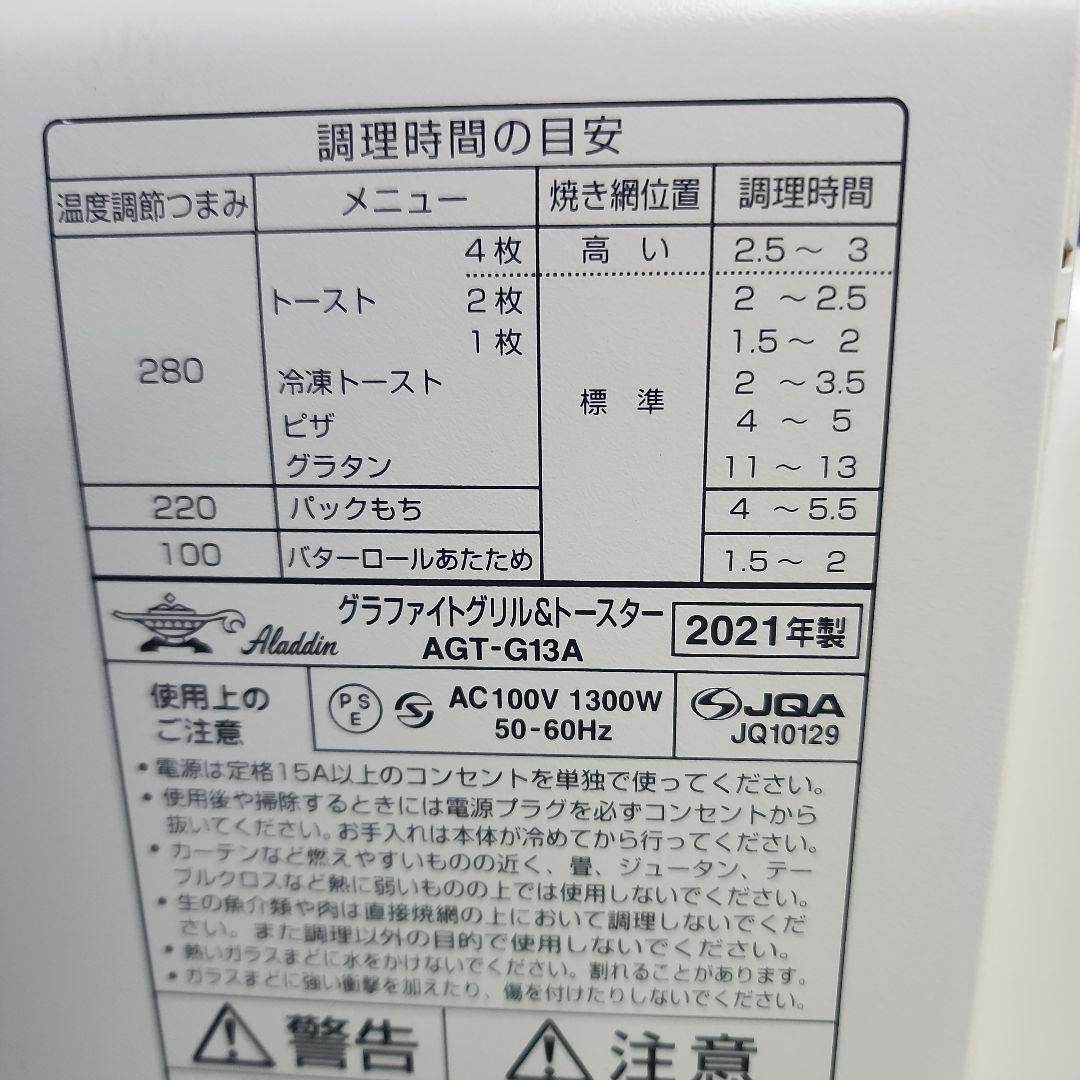 調理時間の目安
温度調節つまみ メニュー 焼き網位置 調理時間
4枚 高い 2.5～ 3
トースト 2枚 2 ～2.5
1枚 1.5～ 2
280 冷凍トースト 標準 2 ～3.5
ピザ 4 ～ 5
グラタン 11～ 13
220 パックもち 4 ～5.5
100 バターロールあたため 1.5～ 2
Aladdin グラファイトグリル&トースター
AGT-G13A 2021年製
使用上の
ご注意
PS
E AC100V 1300W
50-60Hz
JQA
JQ10129
・電源は定格15A以上のコンセントを単独で使ってください。
・使用後や掃除するときには電源プラグを必ずコンセントから
抜いてください。お手入れは本体が冷めてから行ってください。
・カーテンなど燃えやすいものの近く、畳、ジュータン、テー
ブルクロスなど熱に弱いものの上では使用しないでください。
・生の魚介類や肉は直接焼網の上において調理しないでくだ
さい。また調理以外の目的で使用しないでください。
・熱いガラスまどに水をかけないでください。割れることがあります。
・ガラスまどに強い衝撃を加えたり、傷を付けたりしないでください。
警告 注意